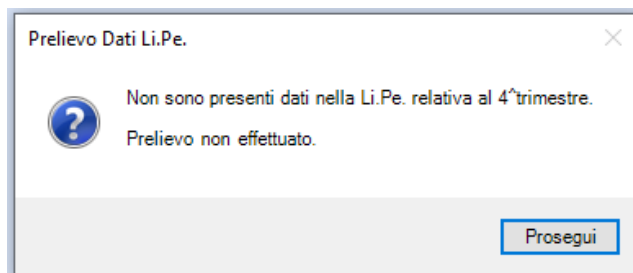 Prelievo Dati Li.Pe.
Non sono presenti dati nella Li.Pe. relativa al 4^trimestre.
Prelievo non effettuato.
Prosegui